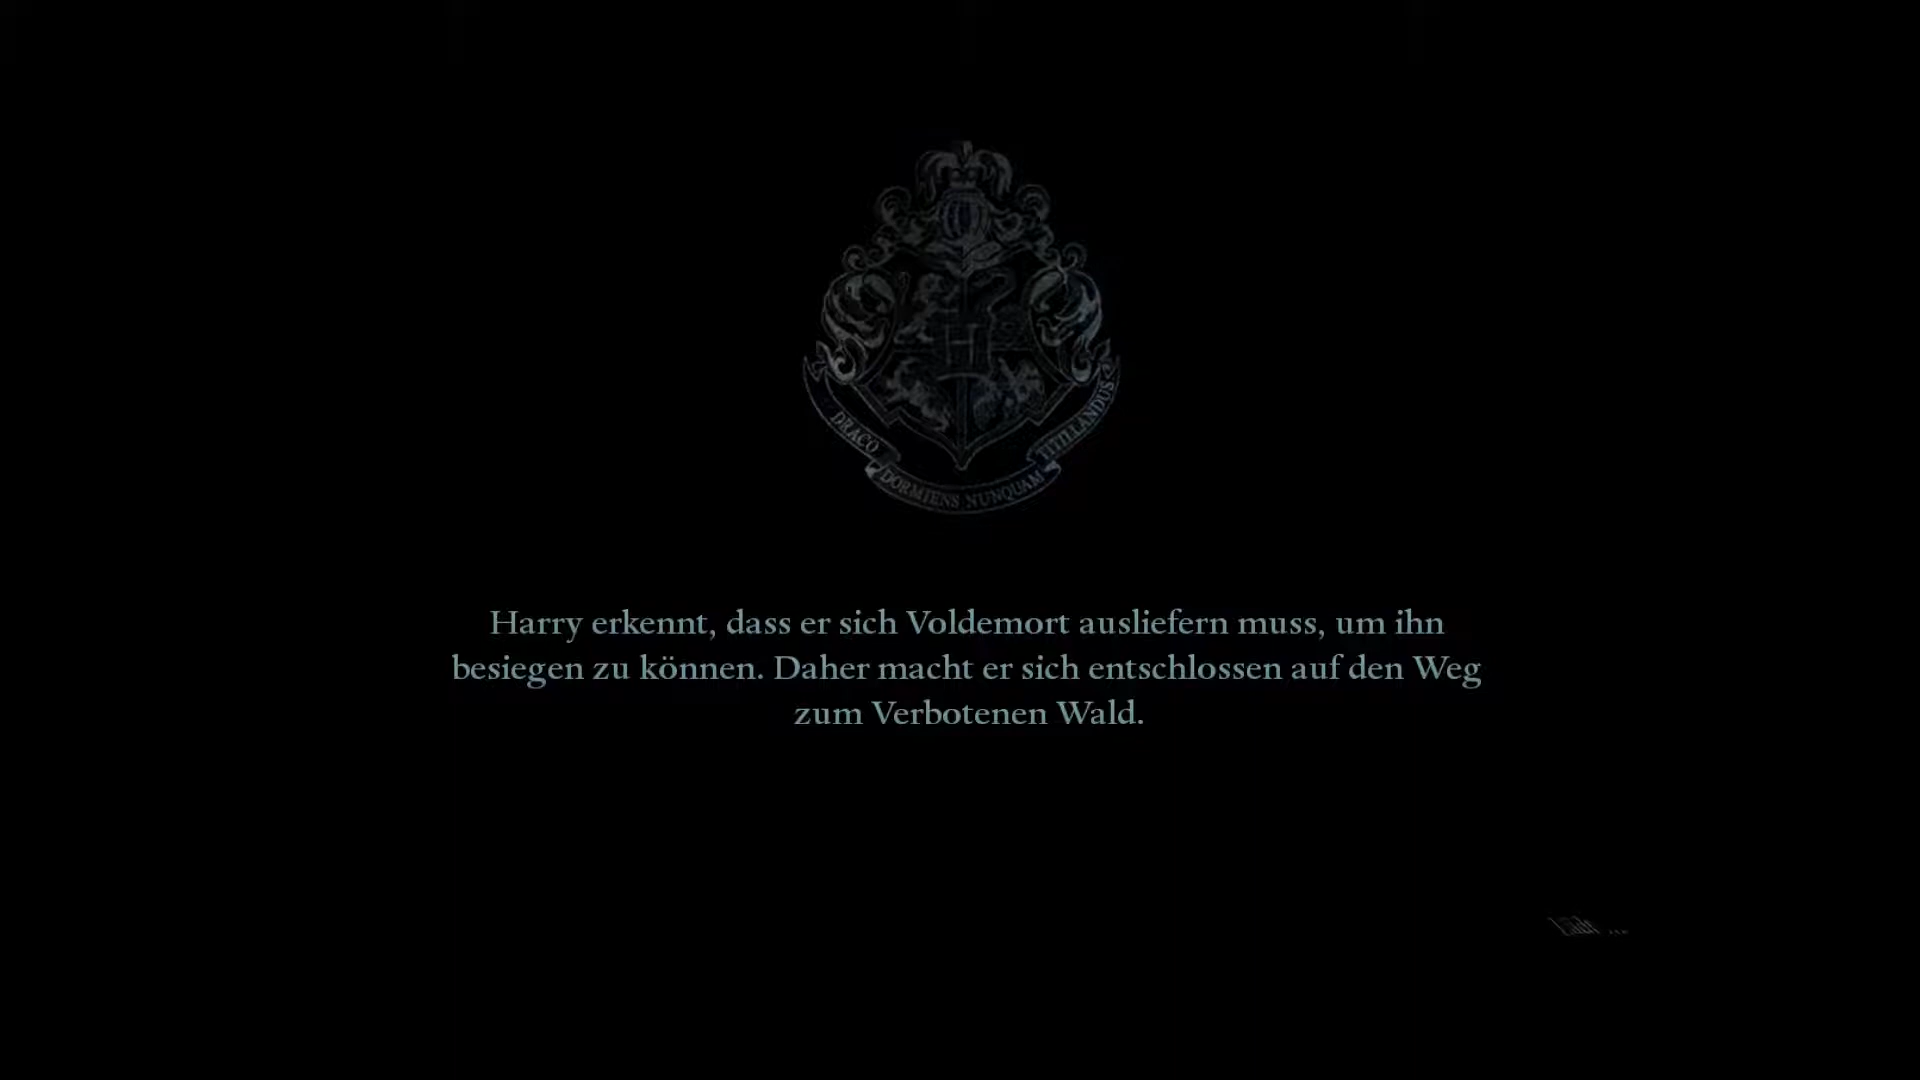 DRACO
DORMIENS NUNQUAM
TITILLANDUS
Harry erkennt, dass er sich Voldemort ausliefern muss, um ihn
besiegen zu können. Daher macht er sich entschlossen auf den Weg
zum Verbotenen Wald.